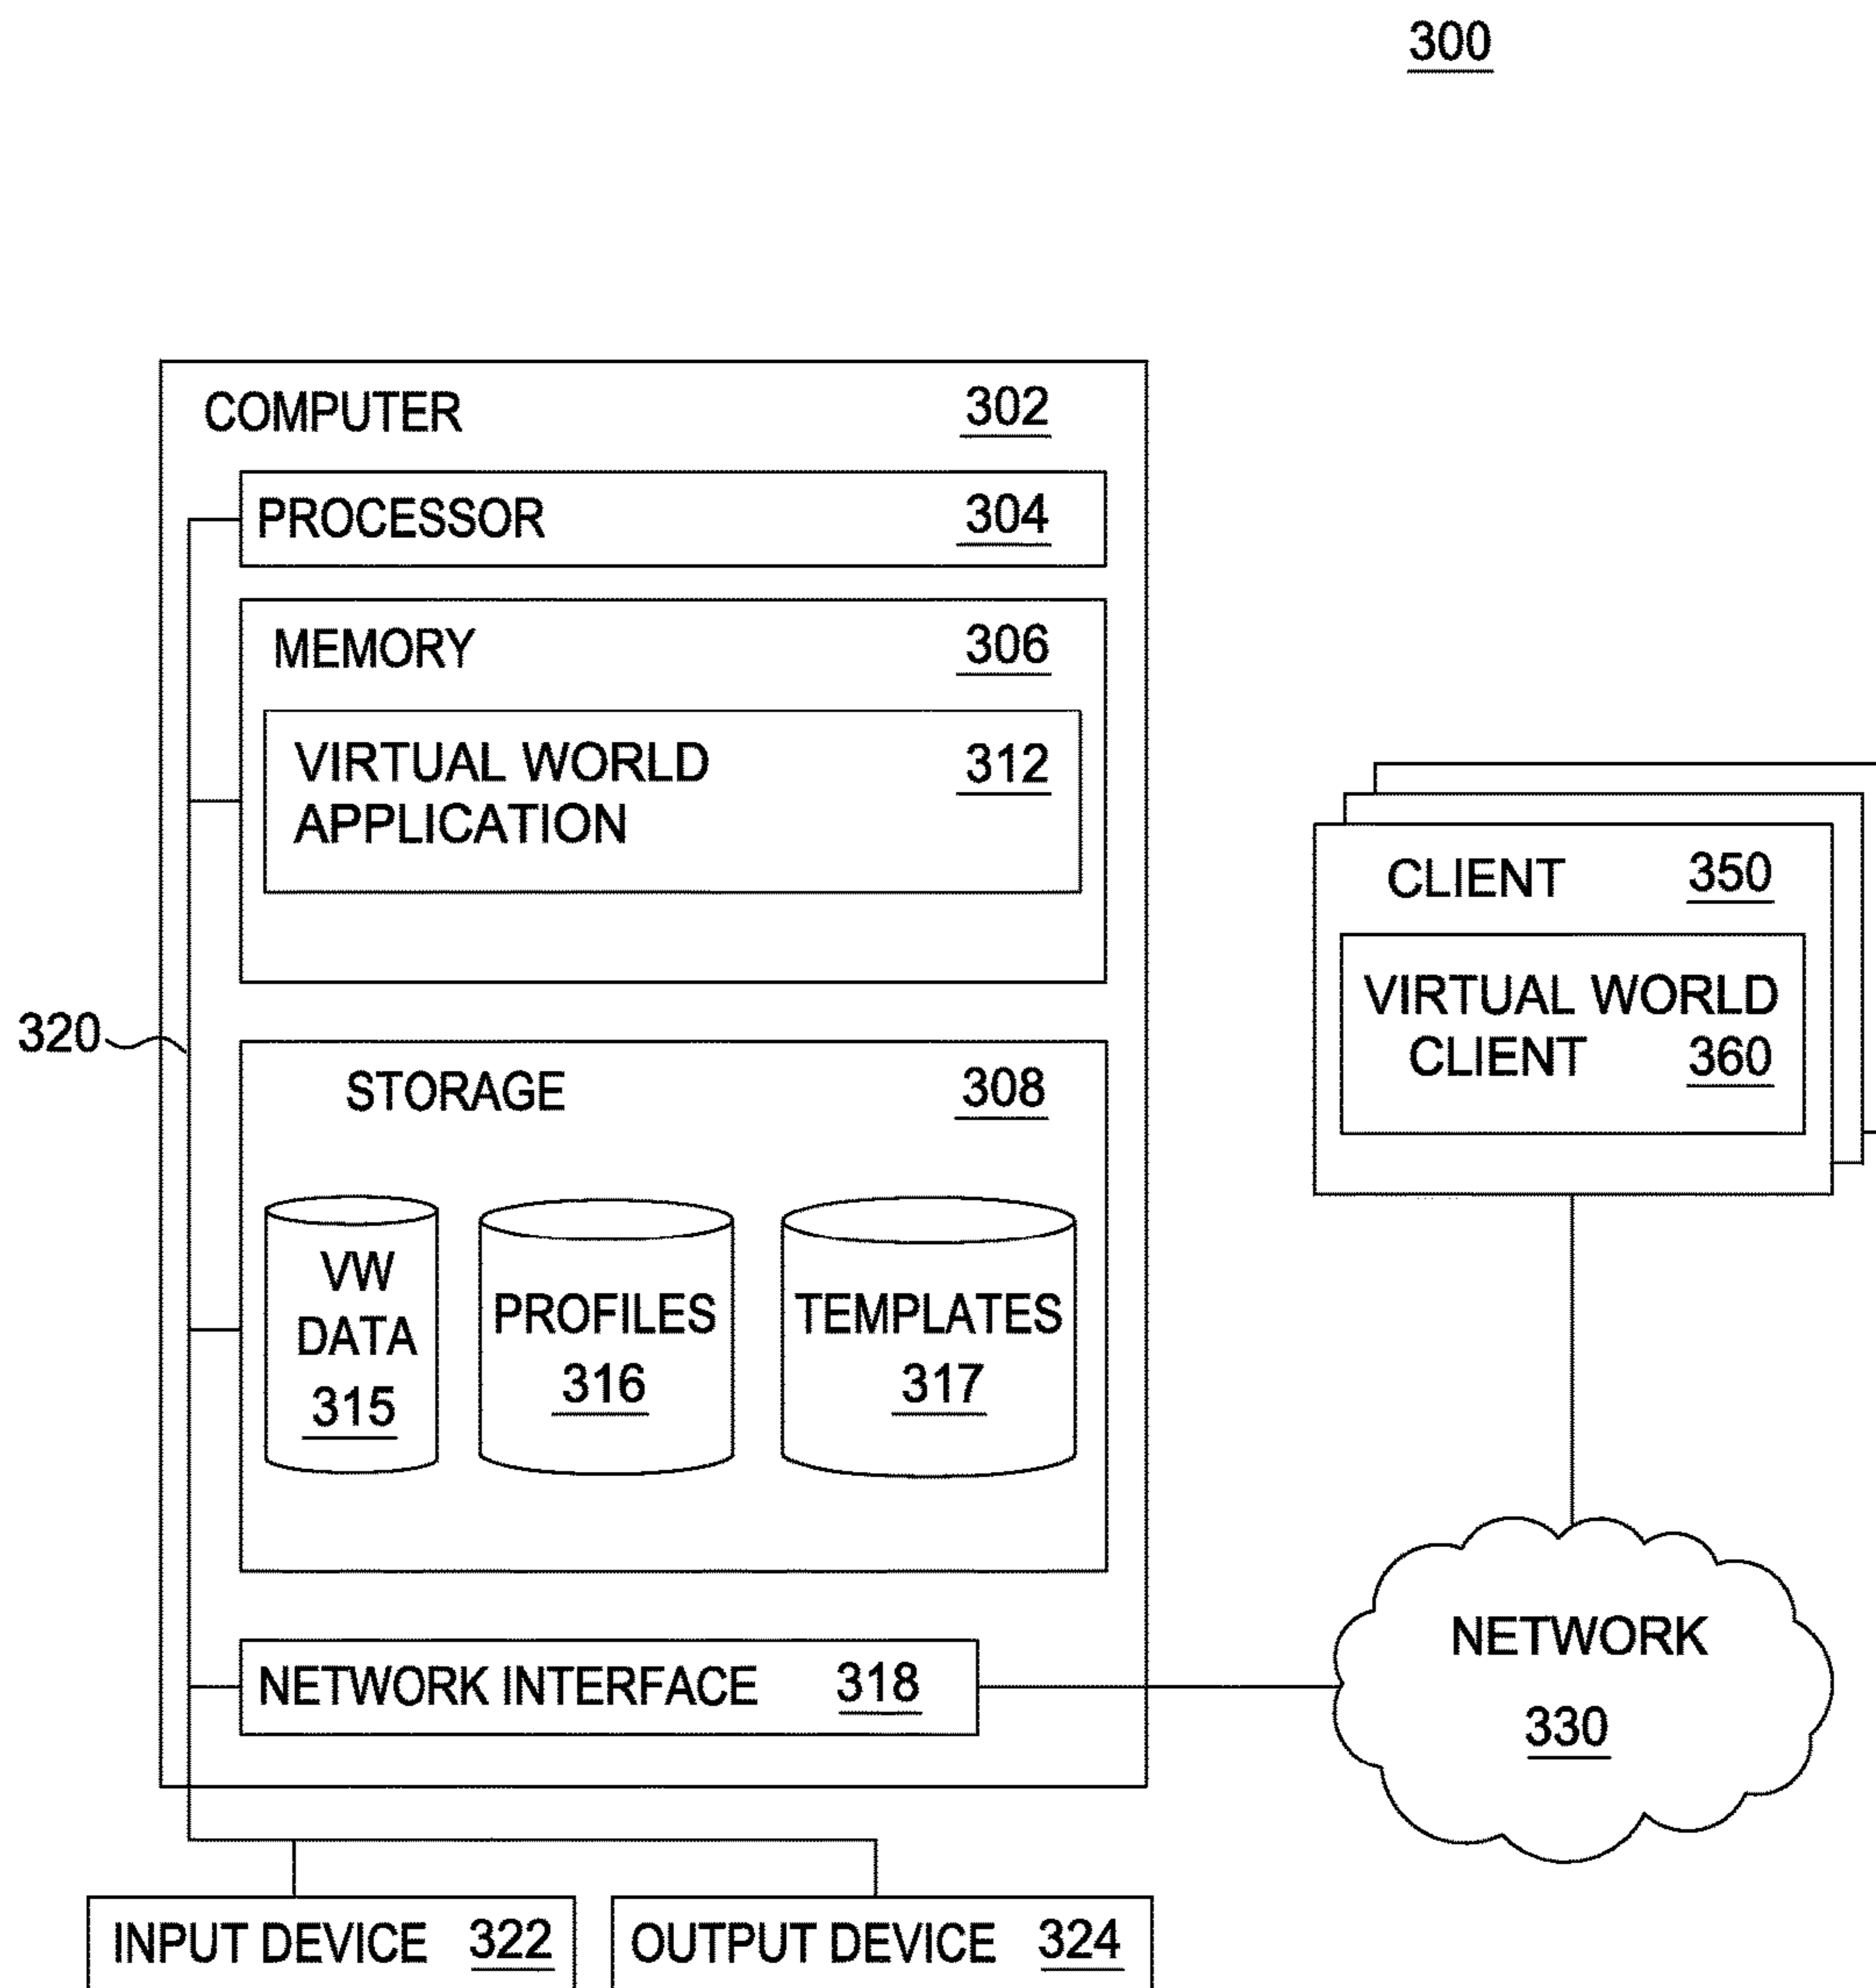 300
COMPUTER 302
PROCESSOR 304
MEMORY 306
VIRTUAL WORLD 312
APPLICATION
320
STORAGE 308
VW
DATA
315
PROFILES
316
TEMPLATES
317
NETWORK INTERFACE 318
INPUT DEVICE 322
OUTPUT DEVICE 324
CLIENT 350
VIRTUAL WORLD
CLIENT 360
NETWORK
330